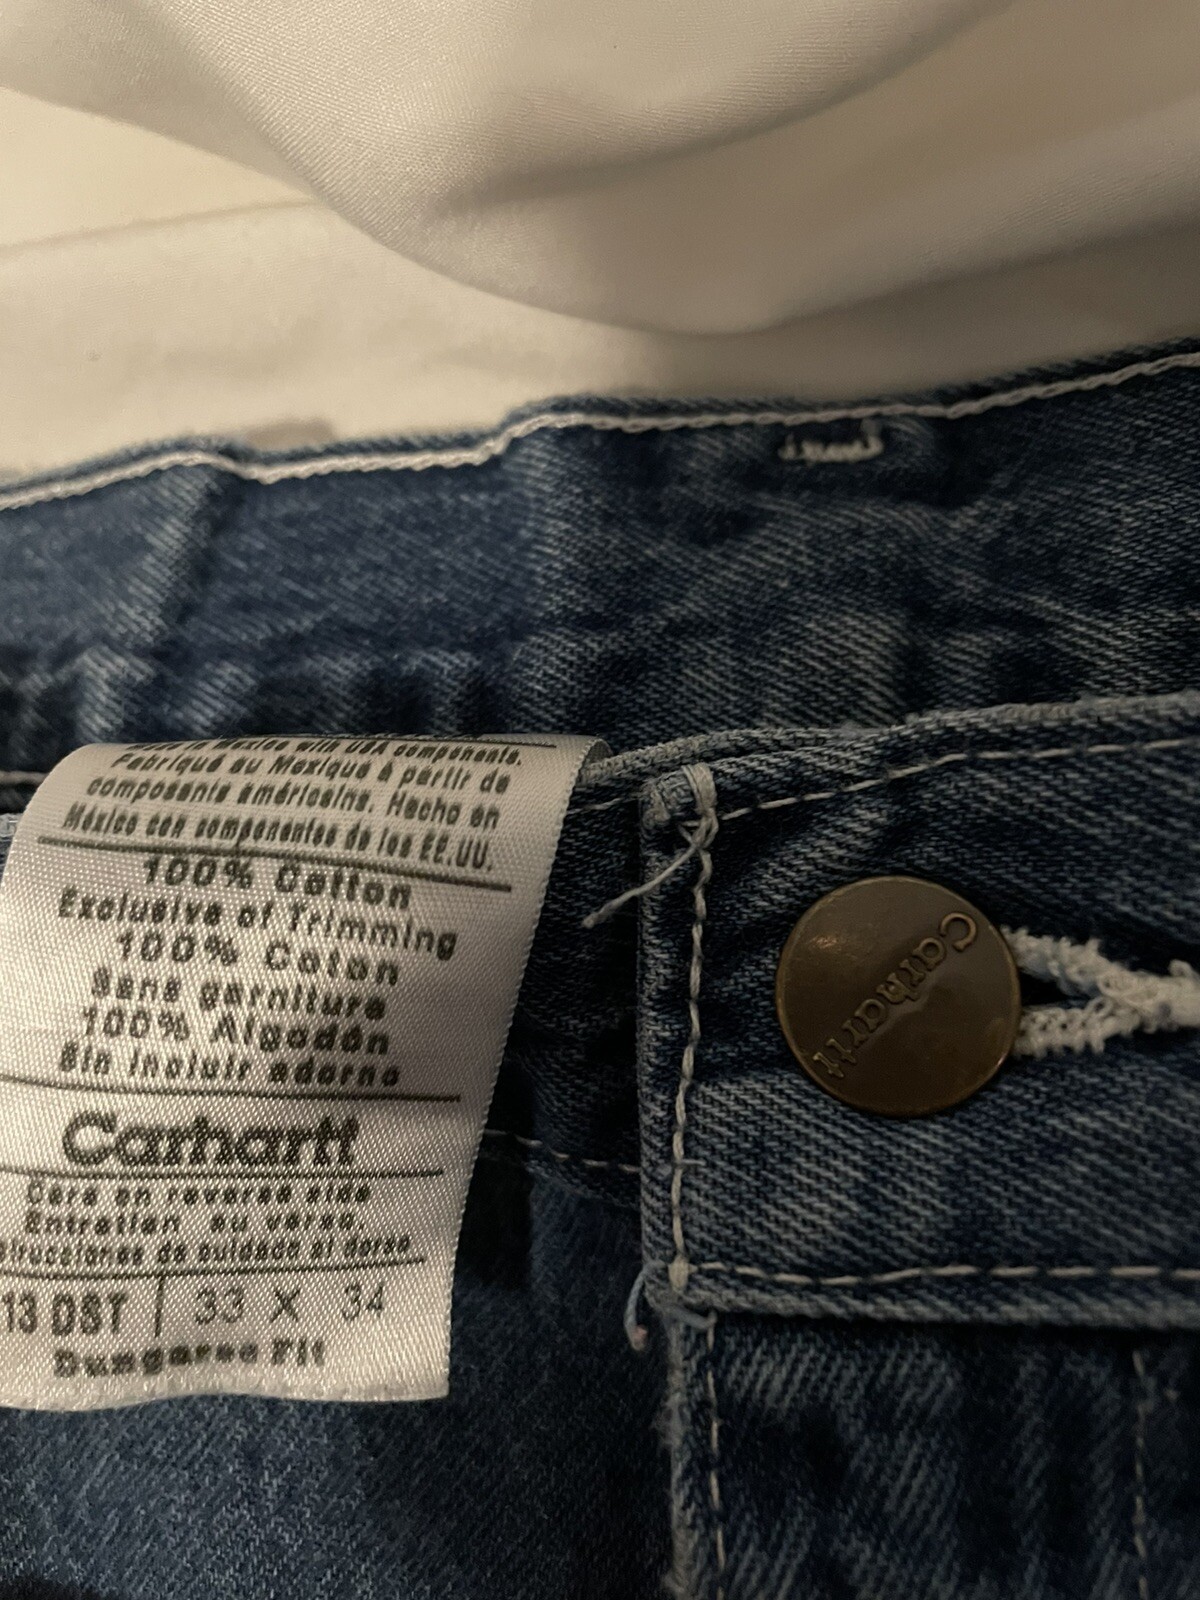 Made in Mexico with USA components.
Fabriqué au Mexique à partir de
composants américains. Hecho en
México con componentes de los EE.UU.
100% Cotton
Exclusive of Trimming
100% Coton
Sans garniture
100% Algodón
Sin incluir adorno
Carhartt
Care on reverse side
Entretien au verso.
strucciones de cuidado al dorso
13 DST | 33 X 34
Dungaree Fit
Carhartt